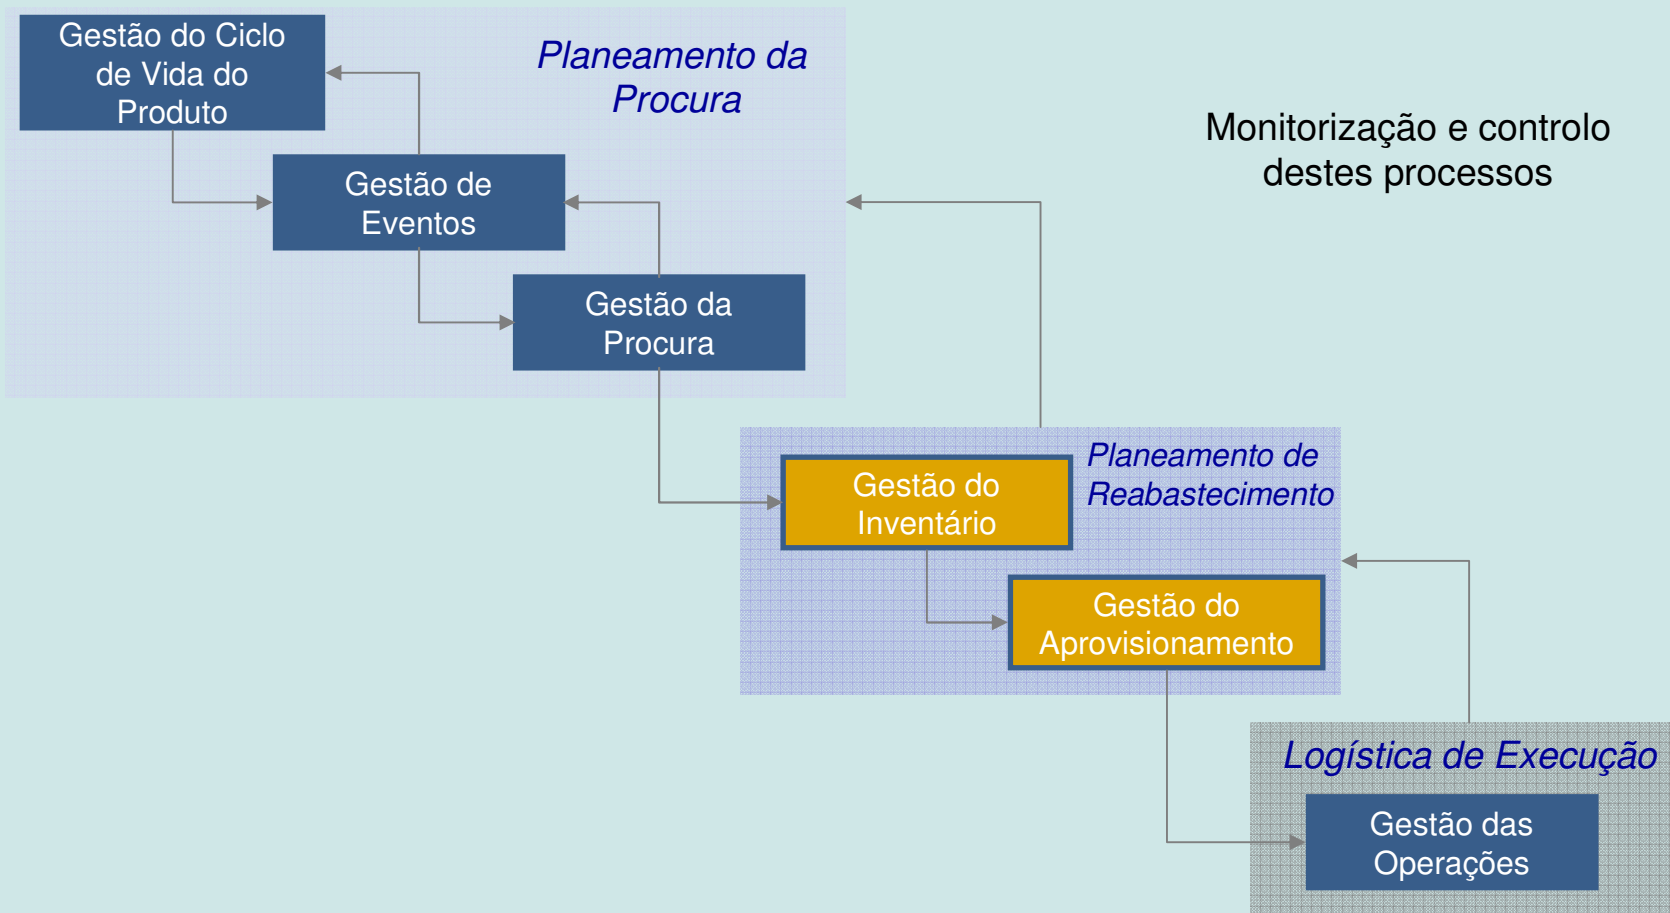 Gestão do Ciclo
de Vida do
Produto
Planeamento da
Procura
Monitorização e controlo
destes processos
Gestão de
Eventos
Gestão da
Procura
Planeamento de
Reabastecimento
Gestão do
Inventário
Gestão do
Aprovisionamento
Logística de Execução
Gestão das
Operações